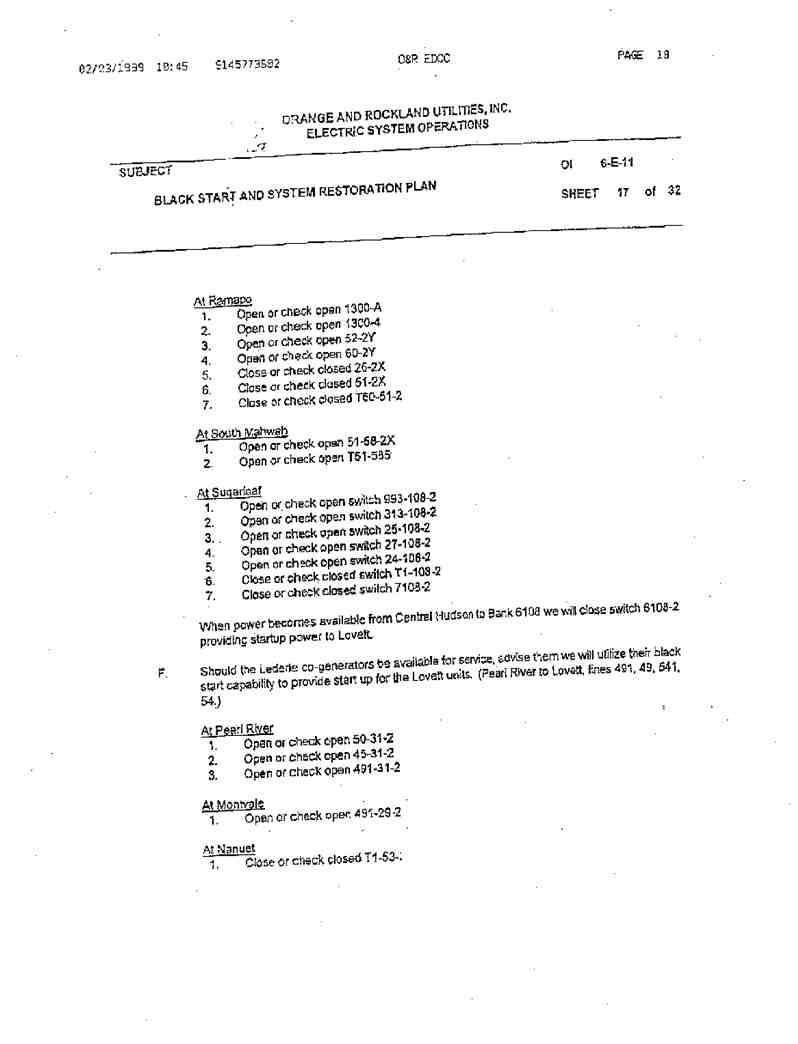 02/23/1999 10:45 9145773582 O&R EDCC PAGE 19
ORANGE AND ROCKLAND UTILITIES, INC.
ELECTRIC SYSTEM OPERATIONS
SUBJECT
OI 6-E-11
BLACK START AND SYSTEM RESTORATION PLAN
SHEET 17 of 32
At Ramapo
1. Open or check open 1300-A
2. Open or check open 1300-4
3. Open or check open 52-2Y
4. Open or check open 60-2Y
5. Close or check closed 26-2X
6. Close or check closed 51-2X
7. Close or check closed T60-51-2
At South Mahwah
1. Open or check open 51-58-2X
2. Open or check open T51-585
At Sugarloaf
1. Open or check open switch 993-108-2
2. Open or check open switch 313-108-2
3. Open or check open switch 25-108-2
4. Open or check open switch 27-108-2
5. Open or check open switch 24-108-2
6. Close or check closed switch T1-108-2
7. Close or check closed switch 7108-2
When power becomes available from Central Hudson to Bank 6108 we will close switch 6108-2
providing startup power to Lovett.
F. Should the Lederle co-generators be available for service, advise them we will utilize their black
start capability to provide start up for the Lovett units. (Pearl River to Lovett, lines 491, 49, 541,
54.)
At Pearl River
1. Open or check open 50-31-2
2. Open or check open 45-31-2
3. Open or check open 491-31-2
At Montvale
1. Open or check open 491-29-2
At Nanuet
1. Close or check closed T1-53-